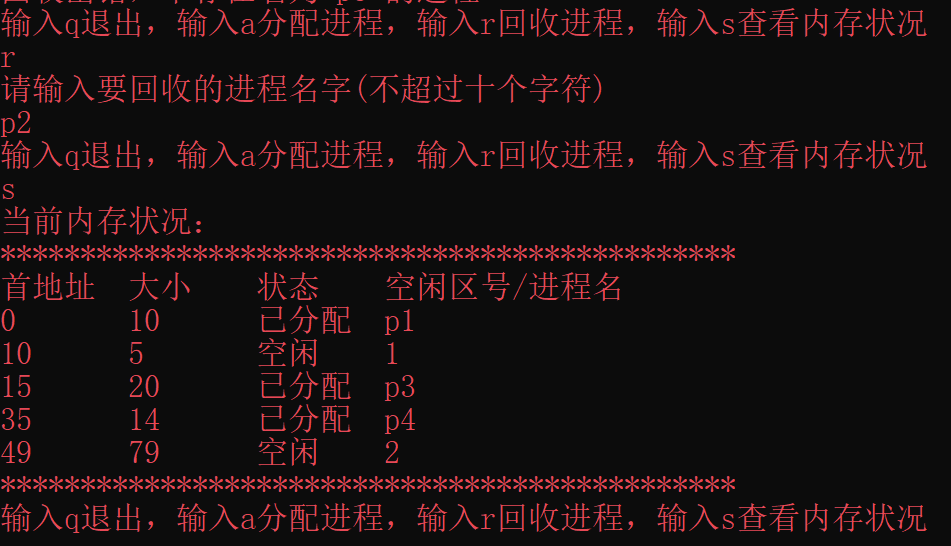 输入q退出，输入a分配进程，输入r回收进程，输入s查看内存状况
r
请输入要回收的进程名字(不超过十个字符)
p2
输入q退出，输入a分配进程，输入r回收进程，输入s查看内存状况
s
当前内存状况：
**********************************************
首地址 大小 状态 空闲区号/进程名
0 10 已分配 p1
10 5 空闲 1
15 20 已分配 p3
35 14 已分配 p4
49 79 空闲 2
**********************************************
输入q退出，输入a分配进程，输入r回收进程，输入s查看内存状况